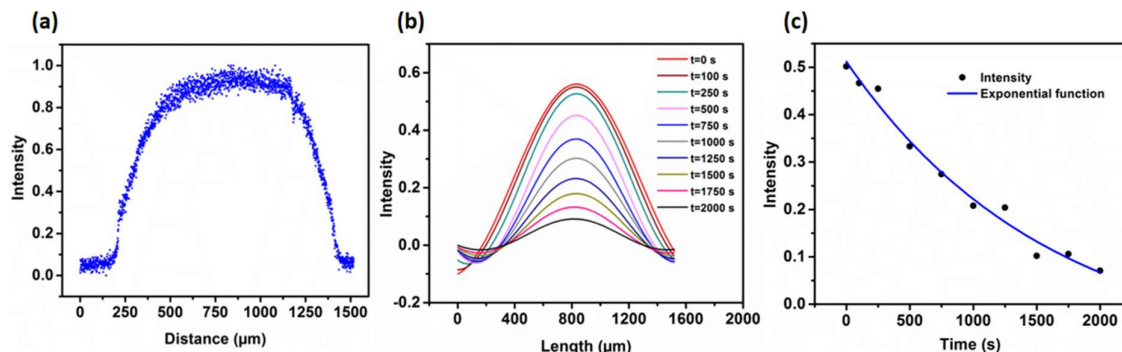 (a)
(b)
(c)
Intensity
1.0
0.8
0.6
0.4
0.2
0.0
0 250 500 750 1000 1250 1500
Distance (µm)
Intensity
0.6
0.4
0.2
0.0
-0.2
0 400 800 1200 1600 2000
Length (µm)
t=0 s
t=100 s
t=250 s
t=500 s
t=750 s
t=1000 s
t=1250 s
t=1500 s
t=1750 s
t=2000 s
Intensity
0.5
0.4
0.3
0.2
0.1
0.0
0 500 1000 1500 2000
Time (s)
Intensity
Exponential function